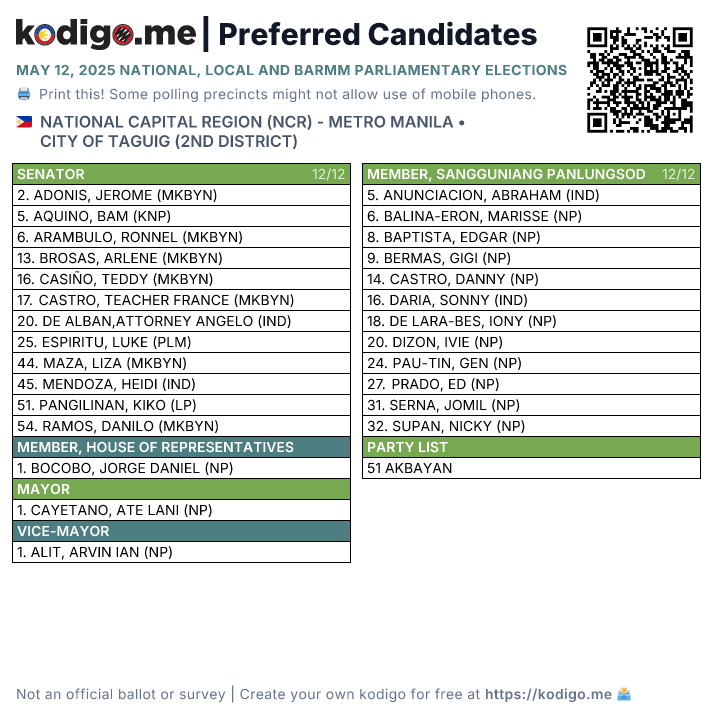 kodigo.me | Preferred Candidates
MAY 12, 2025 NATIONAL, LOCAL AND BARMM PARLIAMENTARY ELECTIONS
Print this! Some polling precincts might not allow use of mobile phones.
NATIONAL CAPITAL REGION (NCR) - METRO MANILA •
CITY OF TAGUIG (2ND DISTRICT)
SENATOR 12/12
2. ADONIS, JEROME (MKBYN)
5. AQUINO, BAM (KNP)
6. ARAMBULO, RONNEL (MKBYN)
13. BROSAS, ARLENE (MKBYN)
16. CASIÑO, TEDDY (MKBYN)
17. CASTRO, TEACHER FRANCE (MKBYN)
20. DE ALBAN,ATTORNEY ANGELO (IND)
25. ESPIRITU, LUKE (PLM)
44. MAZA, LIZA (MKBYN)
45. MENDOZA, HEIDI (IND)
51. PANGILINAN, KIKO (LP)
54. RAMOS, DANILO (MKBYN)
MEMBER, HOUSE OF REPRESENTATIVES
1. BOCOBO, JORGE DANIEL (NP)
MAYOR
1. CAYETANO, ATE LANI (NP)
VICE-MAYOR
1. ALIT, ARVIN IAN (NP)
MEMBER, SANGGUNIANG PANLUNGSOD 12/12
5. ANUNCIACION, ABRAHAM (IND)
6. BALINA-ERON, MARISSE (NP)
8. BAPTISTA, EDGAR (NP)
9. BERMAS, GIGI (NP)
14. CASTRO, DANNY (NP)
16. DARIA, SONNY (IND)
18. DE LARA-BES, IONY (NP)
20. DIZON, IVIE (NP)
24. PAU-TIN, GEN (NP)
27. PRADO, ED (NP)
31. SERNA, JOMIL (NP)
32. SUPAN, NICKY (NP)
PARTY LIST
51 AKBAYAN
Not an official ballot or survey | Create your own kodigo for free at https://kodigo.me